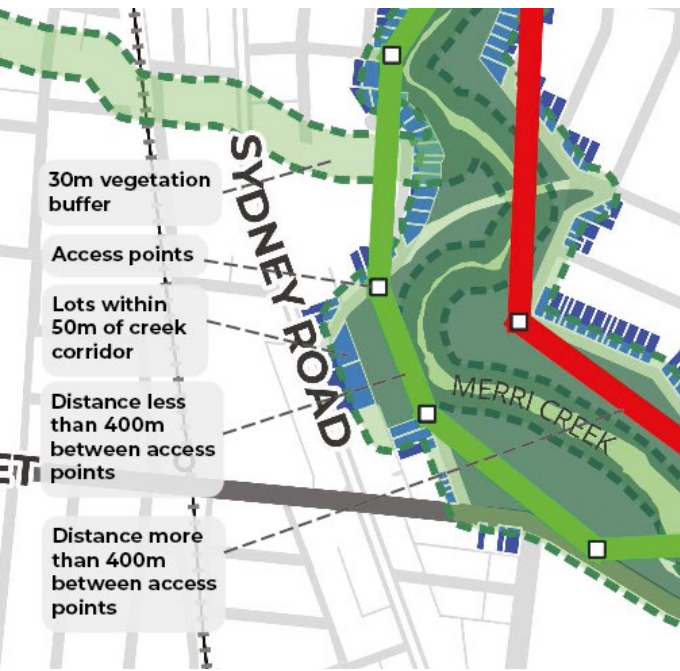 30m vegetation
buffer
SYDNEY ROAD
Access points
Lots within
50m of creek
corridor
Distance less
than 400m
between access
points
MERRI CREEK
ET
Distance more
than 400m
between access
points